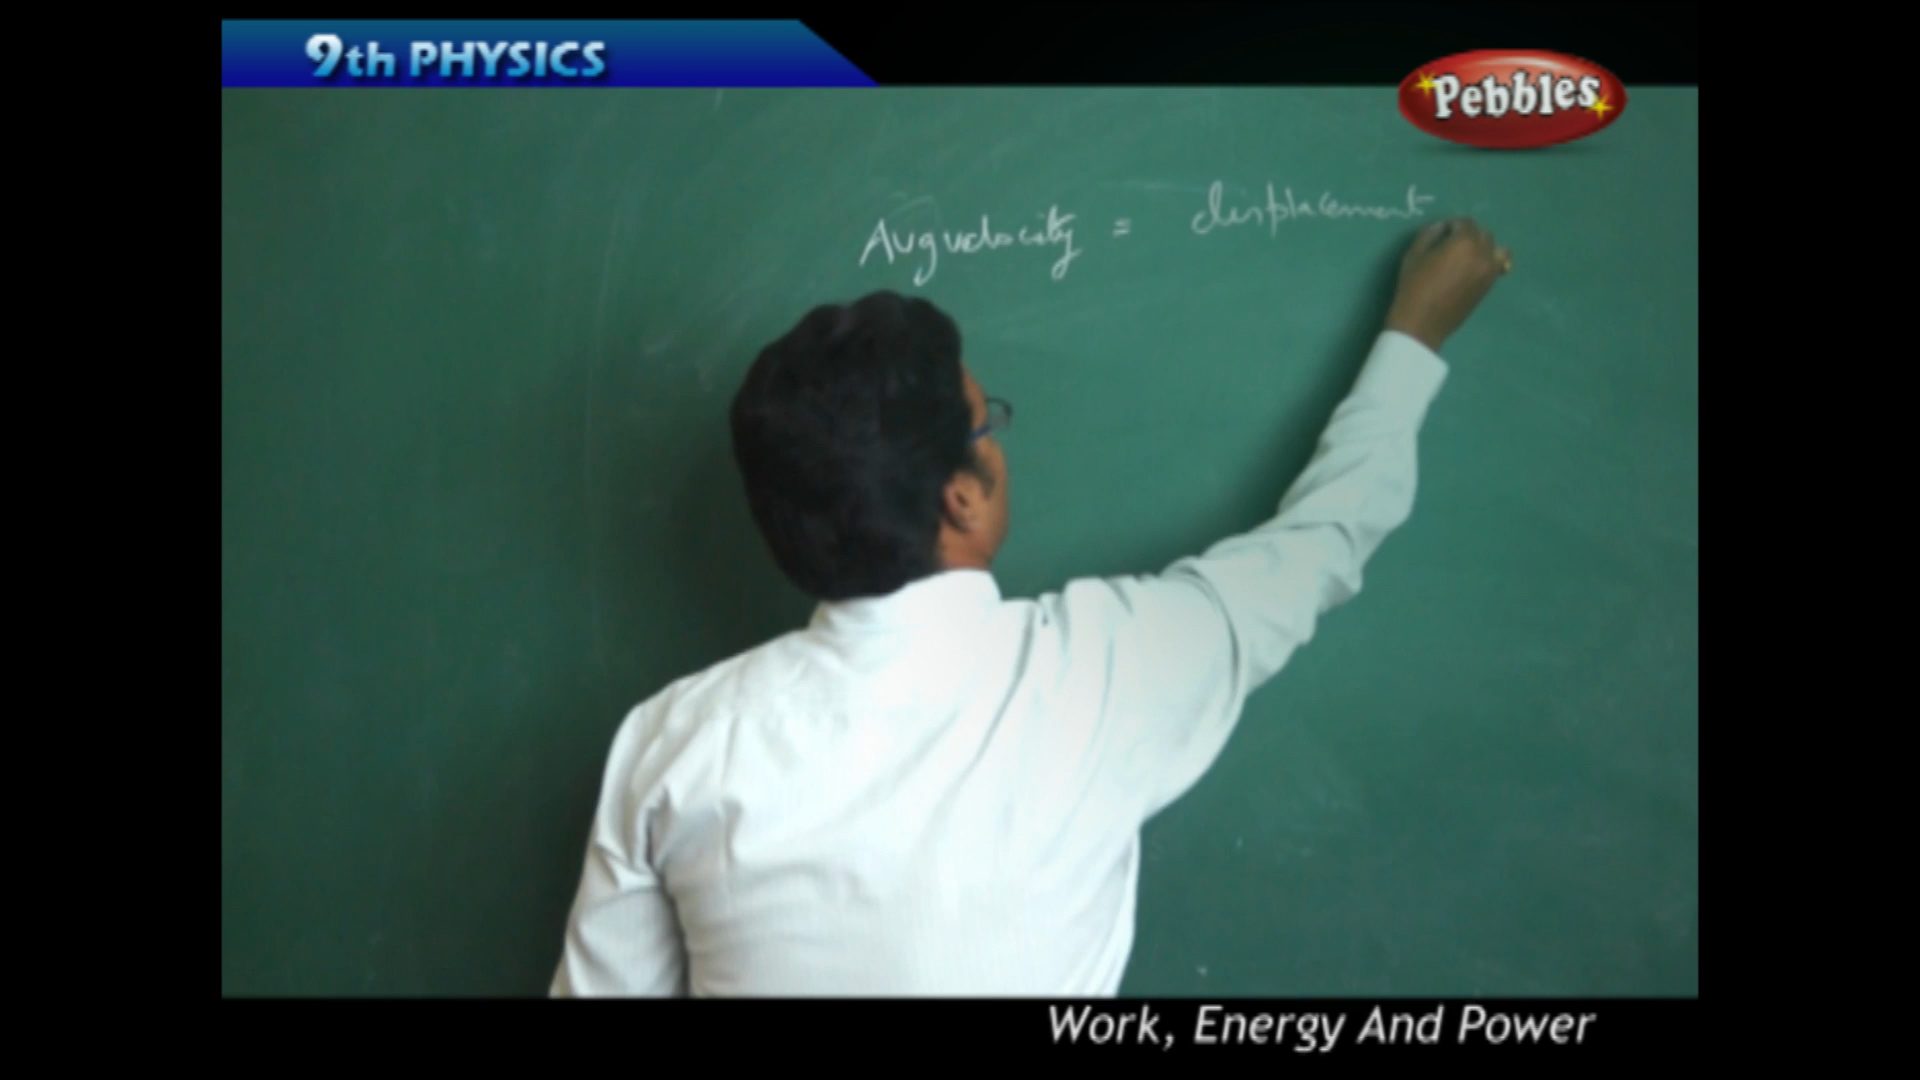 9th PHYSICS
Pebbles
Avg velocity = displacement
Work, Energy And Power